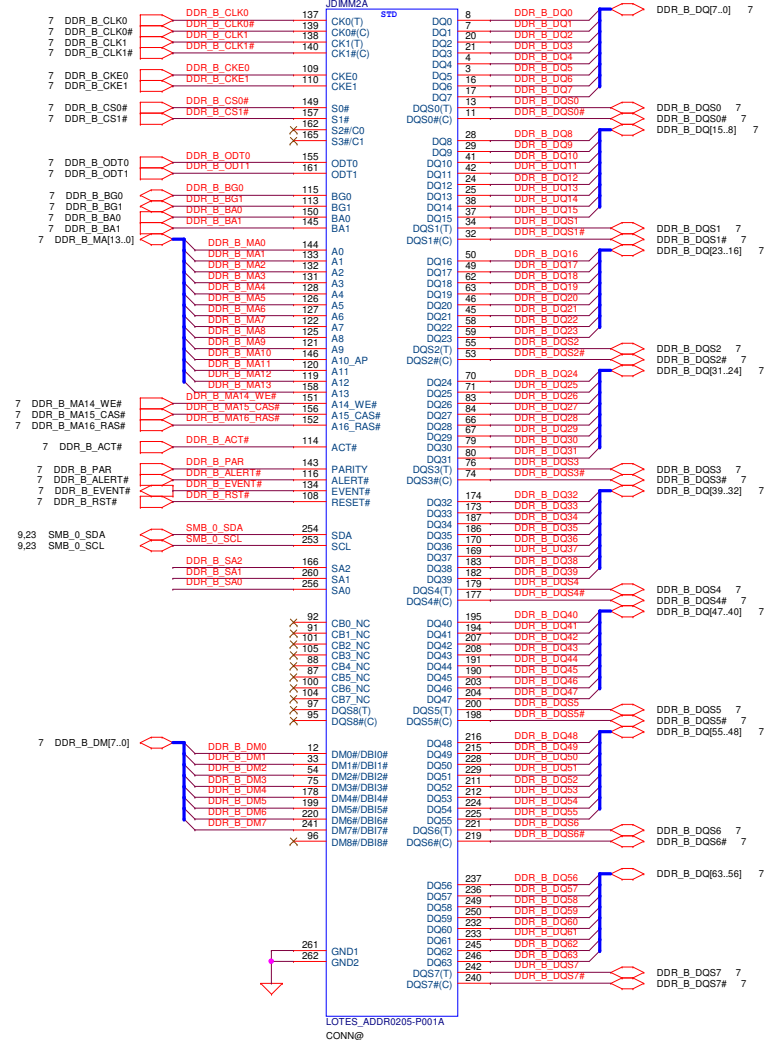 JDIMM2A
STD
7 DDR_B_CLK0 DDR_B_CLK0 137 CK0(T)
7 DDR_B_CLK0# DDR_B_CLK0# 139 CK0#(C)
7 DDR_B_CLK1 DDR_B_CLK1 138 CK1(T)
7 DDR_B_CLK1# DDR_B_CLK1# 140 CK1#(C)
7 DDR_B_CKE0 DDR_B_CKE0 109 CKE0
7 DDR_B_CKE1 DDR_B_CKE1 110 CKE1
7 DDR_B_CS0# DDR_B_CS0# 149 S0#
7 DDR_B_CS1# DDR_B_CS1# 157 S1#
162 S2#/C0
165 S3#/C1
7 DDR_B_ODT0 DDR_B_ODT0 155 ODT0
7 DDR_B_ODT1 DDR_B_ODT1 161 ODT1
7 DDR_B_BG0 DDR_B_BG0 115 BG0
7 DDR_B_BG1 DDR_B_BG1 113 BG1
7 DDR_B_BA0 DDR_B_BA0 150 BA0
7 DDR_B_BA1 DDR_B_BA1 145 BA1
7 DDR_B_MA[13..0]
DDR_B_MA0 144 A0
DDR_B_MA1 133 A1
DDR_B_MA2 132 A2
DDR_B_MA3 131 A3
DDR_B_MA4 128 A4
DDR_B_MA5 126 A5
DDR_B_MA6 127 A6
DDR_B_MA7 122 A7
DDR_B_MA8 125 A8
DDR_B_MA9 121 A9
DDR_B_MA10 146 A10_AP
DDR_B_MA11 120 A11
DDR_B_MA12 119 A12
DDR_B_MA13 158 A13
7 DDR_B_MA14_WE# DDR_B_MA14_WE# 151 A14_WE#
7 DDR_B_MA15_CAS# DDR_B_MA15_CAS# 156 A15_CAS#
7 DDR_B_MA16_RAS# DDR_B_MA16_RAS# 152 A16_RAS#
7 DDR_B_ACT# DDR_B_ACT# 114 ACT#
7 DDR_B_PAR DDR_B_PAR 143 PARITY
7 DDR_B_ALERT# DDR_B_ALERT# 116 ALERT#
7 DDR_B_EVENT# DDR_B_EVENT# 134 EVENT#
7 DDR_B_RST# DDR_B_RST# 108 RESET#
9,23 SMB_0_SDA SMB_0_SDA 254 SDA
9,23 SMB_0_SCL SMB_0_SCL 253 SCL
DDR_B_SA2 166 SA2
DDR_B_SA1 260 SA1
DDR_B_SA0 256 SA0
92 CB0_NC
91 CB1_NC
101 CB2_NC
105 CB3_NC
88 CB4_NC
87 CB5_NC
100 CB6_NC
104 CB7_NC
97 DQS8(T)
95 DQS8#(C)
7 DDR_B_DM[7..0]
DDR_B_DM0 12 DM0#/DBI0#
DDR_B_DM1 33 DM1#/DBI1#
DDR_B_DM2 54 DM2#/DBI2#
DDR_B_DM3 75 DM3#/DBI3#
DDR_B_DM4 178 DM4#/DBI4#
DDR_B_DM5 199 DM5#/DBI5#
DDR_B_DM6 220 DM6#/DBI6#
DDR_B_DM7 241 DM7#/DBI7#
96 DM8#/DBI8#
261 GND1
262 GND2
DQ0 8 DDR_B_DQ0 DDR_B_DQ[7..0] 7
DQ1 7 DDR_B_DQ1
DQ2 20 DDR_B_DQ2
DQ3 21 DDR_B_DQ3
DQ4 4 DDR_B_DQ4
DQ5 3 DDR_B_DQ5
DQ6 16 DDR_B_DQ6
DQ7 17 DDR_B_DQ7
DQS0(T) 13 DDR_B_DQS0 DDR_B_DQS0 7
DQS0#(C) 11 DDR_B_DQS0# DDR_B_DQS0# 7
DDR_B_DQ[15..8] 7
DQ8 28 DDR_B_DQ8
DQ9 29 DDR_B_DQ9
DQ10 41 DDR_B_DQ10
DQ11 42 DDR_B_DQ11
DQ12 24 DDR_B_DQ12
DQ13 25 DDR_B_DQ13
DQ14 38 DDR_B_DQ14
DQ15 37 DDR_B_DQ15
DQS1(T) 34 DDR_B_DQS1 DDR_B_DQS1 7
DQS1#(C) 32 DDR_B_DQS1# DDR_B_DQS1# 7
DDR_B_DQ[23..16] 7
DQ16 50 DDR_B_DQ16
DQ17 49 DDR_B_DQ17
DQ18 62 DDR_B_DQ18
DQ19 63 DDR_B_DQ19
DQ20 46 DDR_B_DQ20
DQ21 45 DDR_B_DQ21
DQ22 58 DDR_B_DQ22
DQ23 59 DDR_B_DQ23
DQS2(T) 55 DDR_B_DQS2 DDR_B_DQS2 7
DQS2#(C) 53 DDR_B_DQS2# DDR_B_DQS2# 7
DDR_B_DQ[31..24] 7
DQ24 70 DDR_B_DQ24
DQ25 71 DDR_B_DQ25
DQ26 83 DDR_B_DQ26
DQ27 84 DDR_B_DQ27
DQ28 66 DDR_B_DQ28
DQ29 67 DDR_B_DQ29
DQ30 79 DDR_B_DQ30
DQ31 80 DDR_B_DQ31
DQS3(T) 76 DDR_B_DQS3 DDR_B_DQS3 7
DQS3#(C) 74 DDR_B_DQS3# DDR_B_DQS3# 7
DDR_B_DQ[39..32] 7
DQ32 174 DDR_B_DQ32
DQ33 173 DDR_B_DQ33
DQ34 187 DDR_B_DQ34
DQ35 186 DDR_B_DQ35
DQ36 170 DDR_B_DQ36
DQ37 169 DDR_B_DQ37
DQ38 183 DDR_B_DQ38
DQ39 182 DDR_B_DQ39
DQS4(T) 179 DDR_B_DQS4 DDR_B_DQS4 7
DQS4#(C) 177 DDR_B_DQS4# DDR_B_DQS4# 7
DDR_B_DQ[47..40] 7
DQ40 195 DDR_B_DQ40
DQ41 194 DDR_B_DQ41
DQ42 207 DDR_B_DQ42
DQ43 208 DDR_B_DQ43
DQ44 191 DDR_B_DQ44
DQ45 190 DDR_B_DQ45
DQ46 203 DDR_B_DQ46
DQ47 204 DDR_B_DQ47
DQS5(T) 200 DDR_B_DQS5 DDR_B_DQS5 7
DQS5#(C) 198 DDR_B_DQS5# DDR_B_DQS5# 7
DDR_B_DQ[55..48] 7
DQ48 216 DDR_B_DQ48
DQ49 215 DDR_B_DQ49
DQ50 228 DDR_B_DQ50
DQ51 229 DDR_B_DQ51
DQ52 211 DDR_B_DQ52
DQ53 212 DDR_B_DQ53
DQ54 224 DDR_B_DQ54
DQ55 225 DDR_B_DQ55
DQS6(T) 221 DDR_B_DQS6 DDR_B_DQS6 7
DQS6#(C) 219 DDR_B_DQS6# DDR_B_DQS6# 7
DDR_B_DQ[63..56] 7
DQ56 237 DDR_B_DQ56
DQ57 236 DDR_B_DQ57
DQ58 249 DDR_B_DQ58
DQ59 250 DDR_B_DQ59
DQ60 232 DDR_B_DQ60
DQ61 233 DDR_B_DQ61
DQ62 245 DDR_B_DQ62
DQ63 246 DDR_B_DQ63
DQS7(T) 242 DDR_B_DQS7 DDR_B_DQS7 7
DQS7#(C) 240 DDR_B_DQS7# DDR_B_DQS7# 7
LOTES_ADDR0205-P001A
CONN@